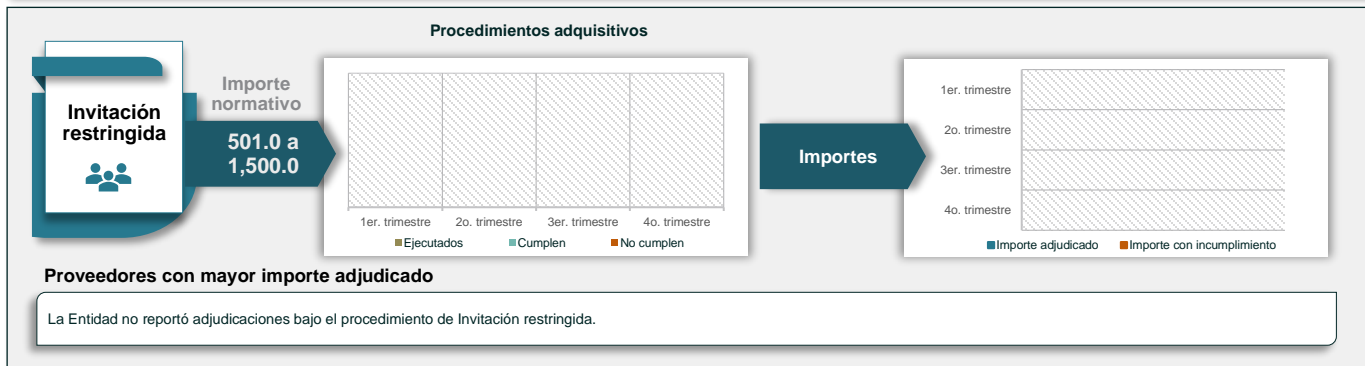 Procedimientos adquisitivos
Invitación
restringida
Importe
normativo
501.0 a
1,500.0
1er. trimestre 2o. trimestre 3er. trimestre 4o. trimestre
Ejecutados Cumplen No cumplen
Importes
1er. trimestre
2o. trimestre
3er. trimestre
4o. trimestre
Importe adjudicado Importe con incumplimiento
Proveedores con mayor importe adjudicado
La Entidad no reportó adjudicaciones bajo el procedimiento de Invitación restringida.